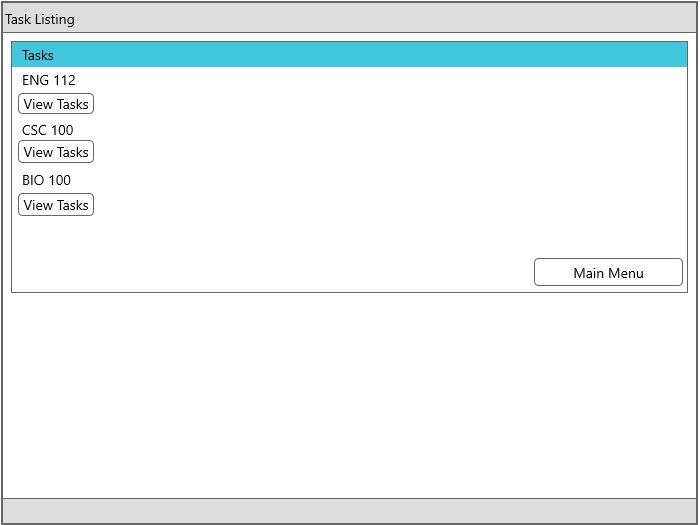 Task Listing
Tasks
ENG 112
View Tasks
CSC 100
View Tasks
BIO 100
View Tasks
Main Menu